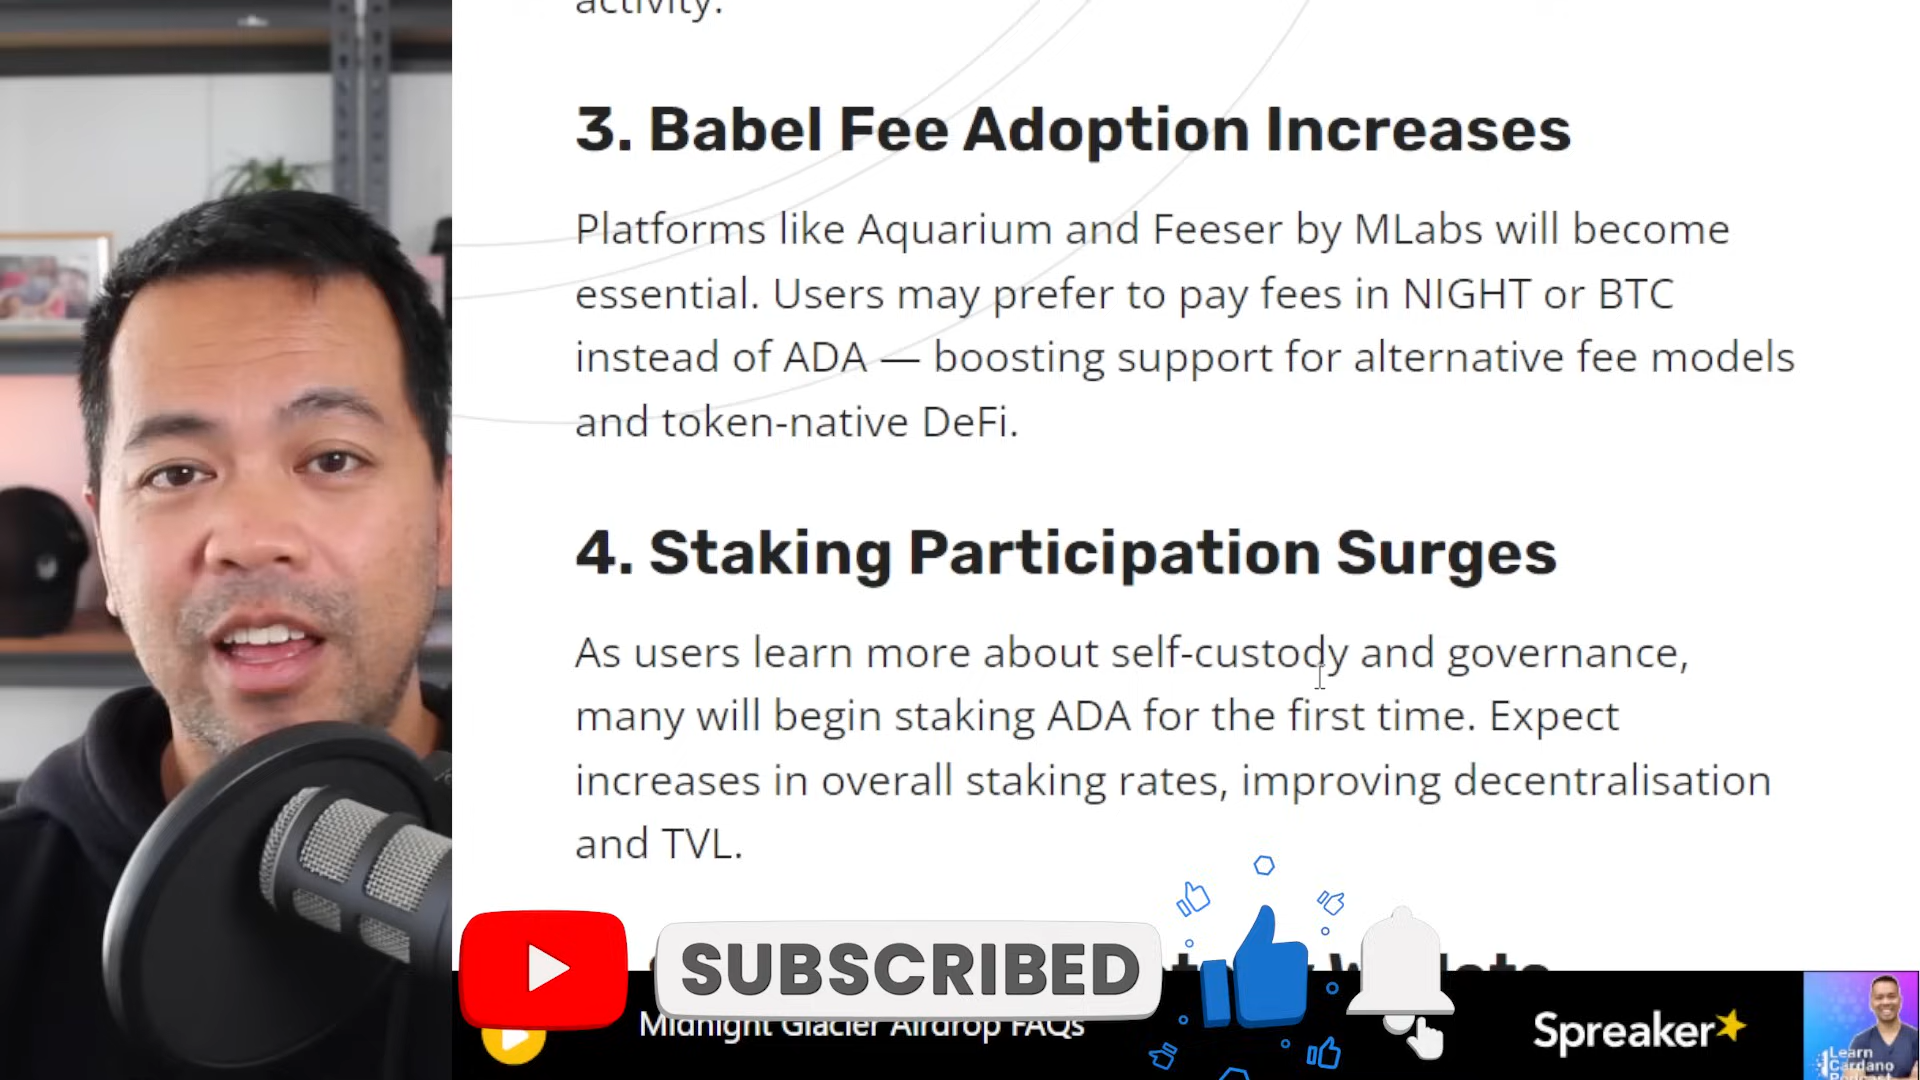 activity.
3. Babel Fee Adoption Increases
Platforms like Aquarium and Feeser by MLabs will become
essential. Users may prefer to pay fees in NIGHT or BTC
instead of ADA — boosting support for alternative fee models
and token-native DeFi.
4. Staking Participation Surges
As users learn more about self-custody and governance,
many will begin staking ADA for the first time. Expect
increases in overall staking rates, improving decentralisation
and TVL.
SUBSCRIBED
Midnight Glacier Airdrop FAQs
Spreaker
Learn
Cardano
Podcast